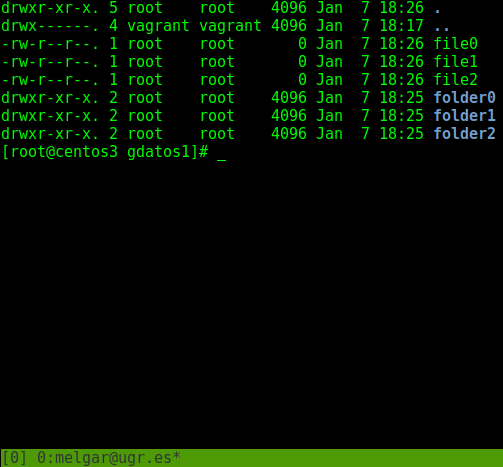 drwxr-xr-x. 5 root    root    4096 Jan  7 18:26 .
drwx------. 4 vagrant vagrant 4096 Jan  7 18:17 ..
-rw-r--r--. 1 root    root       0 Jan  7 18:26 file0
-rw-r--r--. 1 root    root       0 Jan  7 18:26 file1
-rw-r--r--. 1 root    root       0 Jan  7 18:26 file2
drwxr-xr-x. 2 root    root    4096 Jan  7 18:25 folder0
drwxr-xr-x. 2 root    root    4096 Jan  7 18:25 folder1
drwxr-xr-x. 2 root    root    4096 Jan  7 18:25 folder2
[root@centos3 gdatos1]# _
[0] 0:melgar@ugr.es*